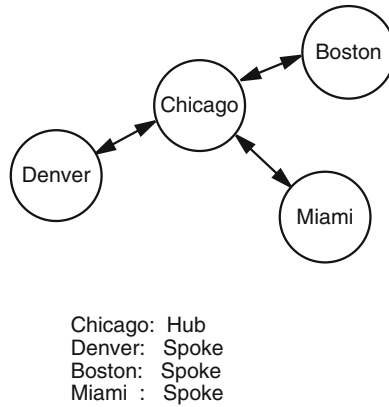 Boston
Chicago
Denver
Miami
Chicago: Hub
Denver: Spoke
Boston: Spoke
Miami : Spoke